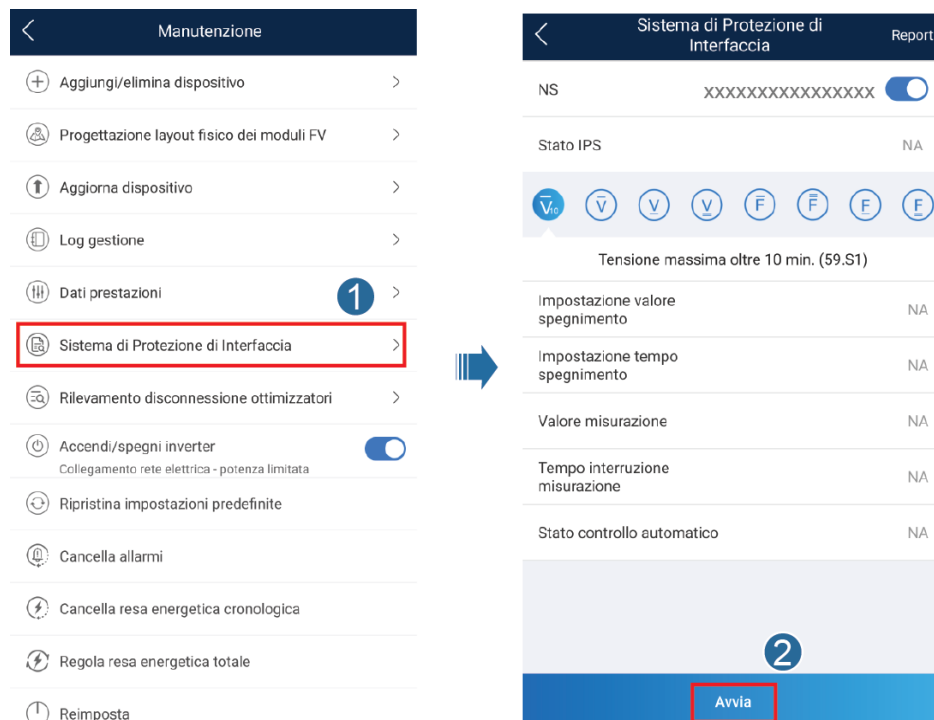 Manutenzione
Aggiungi/elimina dispositivo
Progettazione layout fisico dei moduli FV
Aggiorna dispositivo
Log gestione
Dati prestazioni
1
Sistema di Protezione di Interfaccia
Rilevamento disconnessione ottimizzatori
Accendi/spegni inverter
Collegamento rete elettrica - potenza limitata
Ripristina impostazioni predefinite
Cancella allarmi
Cancella resa energetica cronologica
Regola resa energetica totale
Reimposta
Sistema di Protezione di
Interfaccia
Report
NS XXXXXXXXXXXXXXXX
Stato IPS NA
V̅10 V̅ V̲ V̳ F̅ F̿ F̲ F̳
Tensione massima oltre 10 min. (59.S1)
Impostazione valore
spegnimento NA
Impostazione tempo
spegnimento NA
Valore misurazione NA
Tempo interruzione
misurazione NA
Stato controllo automatico NA
2
Avvia